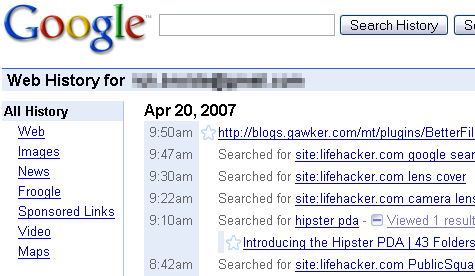 Google™
Search History
Se
Web History for @gmail.com
All History
Web
Images
News
Froogle
Sponsored Links
Video
Maps
Apr 20, 2007
9:50am http://blogs.gawker.com/mt/plugins/BetterFil
9:47am Searched for site:lifehacker.com google sear
9:30am Searched for site:lifehacker.com lens cover
9:22am Searched for site:lifehacker.com camera lens
9:10am Searched for hipster pda - Viewed 1 result
Introducing the Hipster PDA | 43 Folders
8:42am Searched for site:lifehacker.com PublicSqua